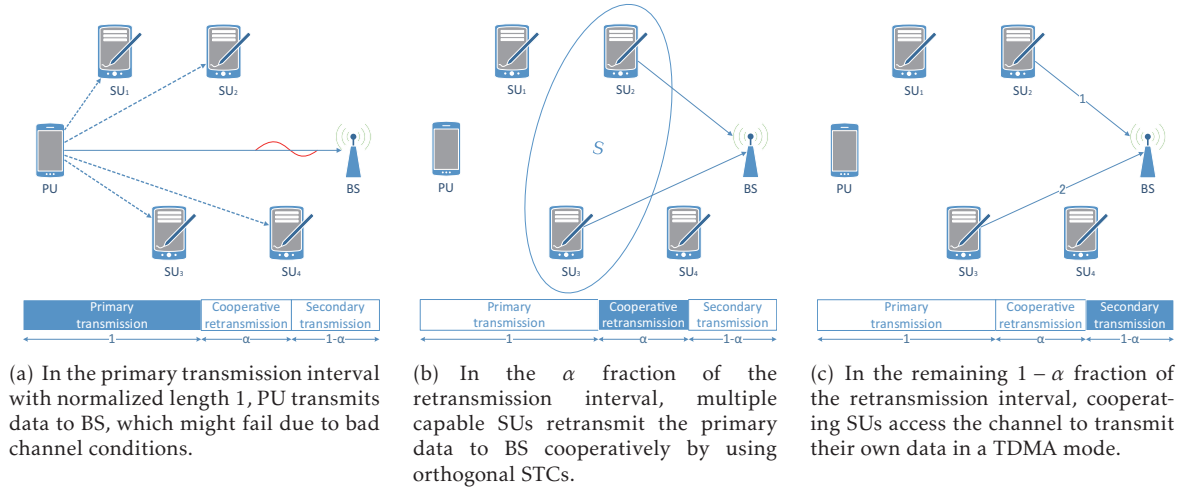 SU₁
SU₂
PU
BS
SU₃
SU₄
Primary transmission
Cooperative retransmission
Secondary transmission
1
α
1-α
(a) In the primary transmission interval
with normalized length 1, PU transmits
data to BS, which might fail due to bad
channel conditions.
SU₁
SU₂
S
PU
BS
SU₃
SU₄
Primary transmission
Cooperative retransmission
Secondary transmission
1
α
1-α
(b) In the α fraction of the
retransmission interval, multiple
capable SUs retransmit the primary
data to BS cooperatively by using
orthogonal STCs.
SU₁
SU₂
1
PU
BS
2
SU₃
SU₄
Primary transmission
Cooperative retransmission
Secondary transmission
1
α
1-α
(c) In the remaining 1 − α fraction of
the retransmission interval, cooperat-
ing SUs access the channel to transmit
their own data in a TDMA mode.